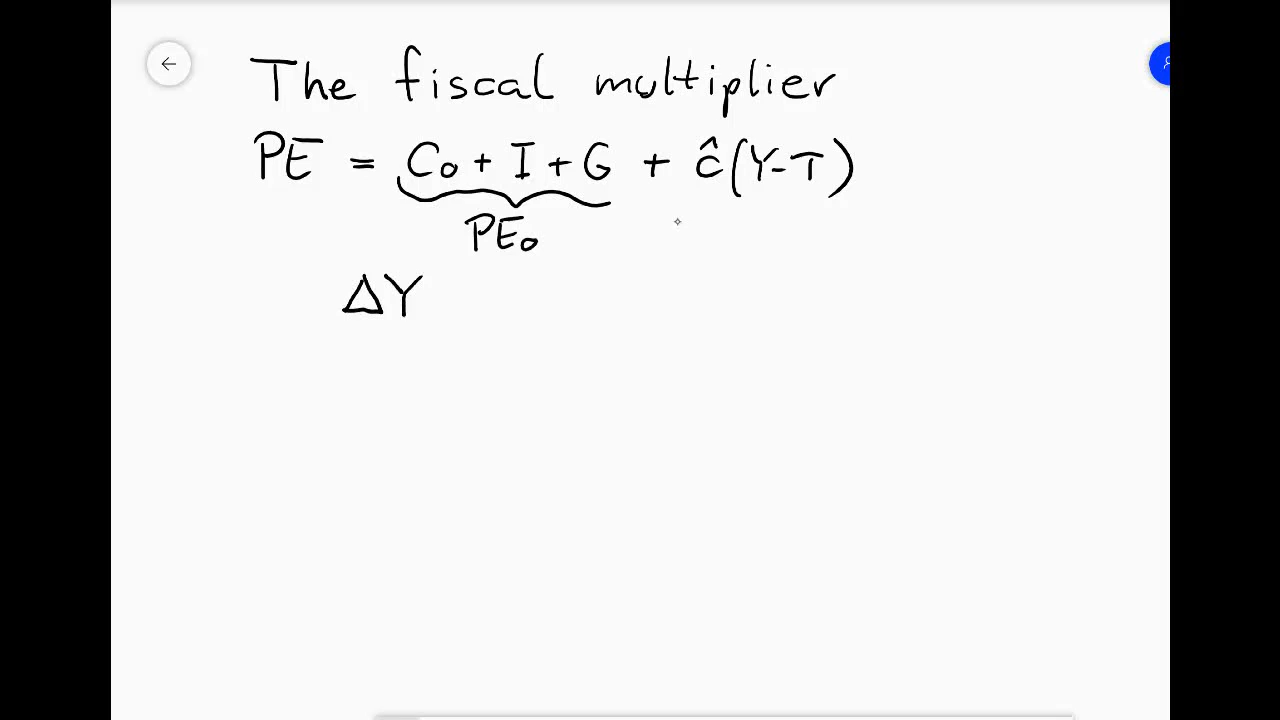 The fiscal multiplier
PE = C₀ + I + G + ĉ(Y-T)
PE₀
ΔY